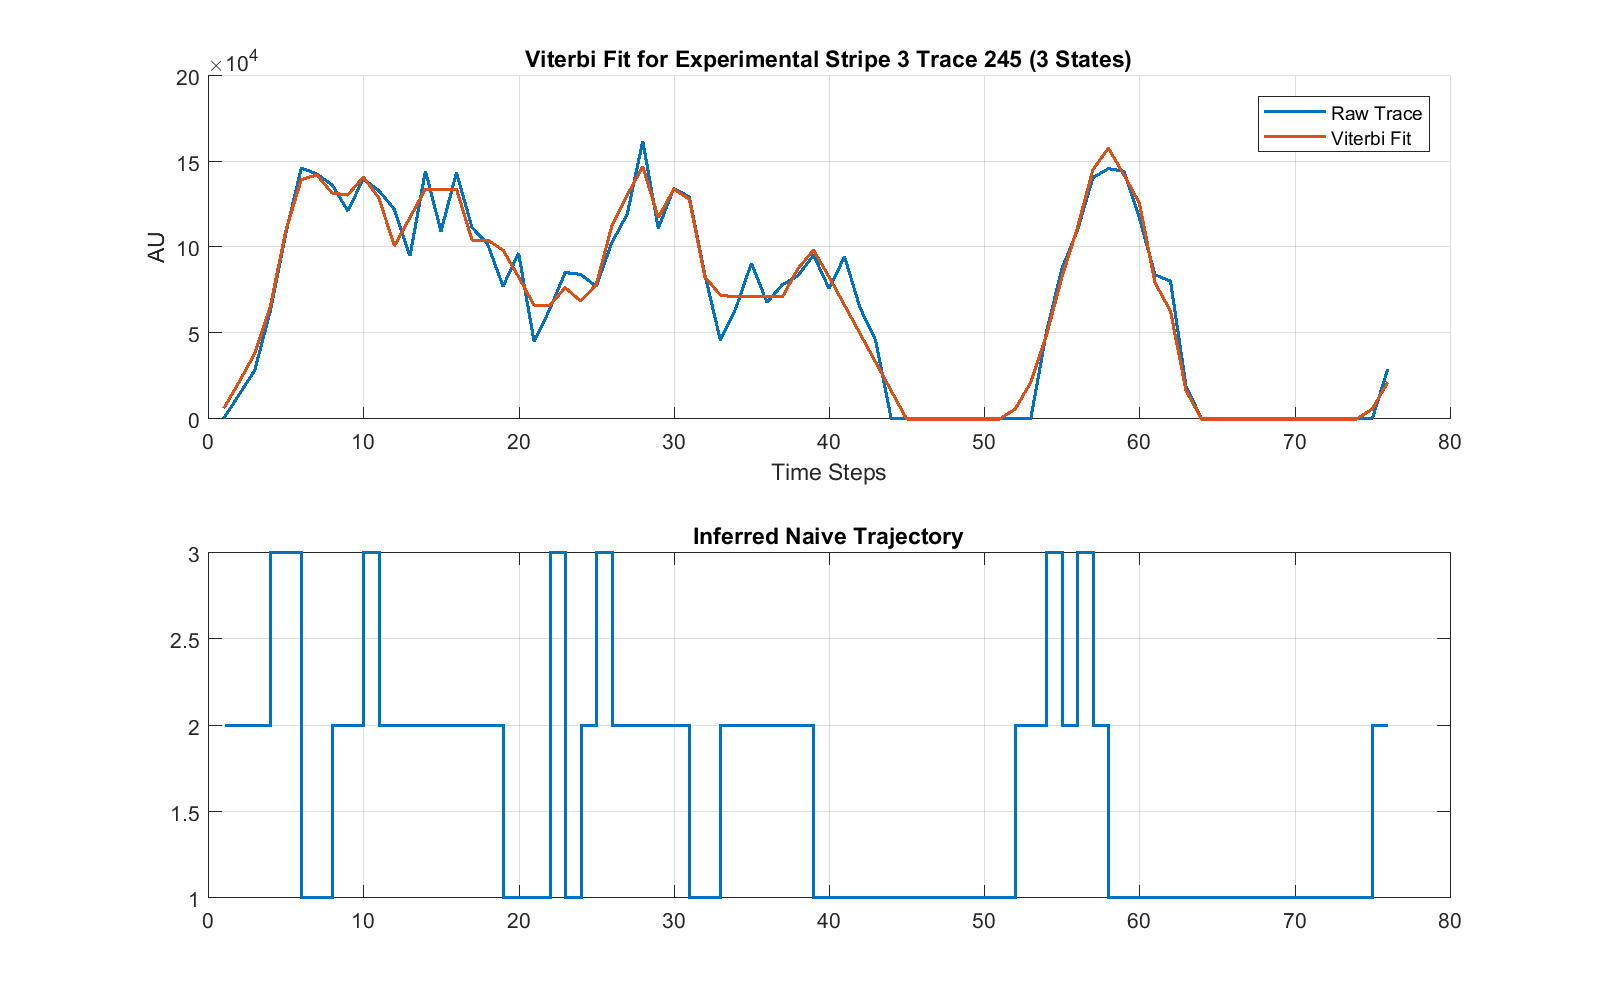 Viterbi Fit for Experimental Stripe 3 Trace 245 (3 States)
×10^4
20
15
10
5
0
AU
Raw Trace
Viterbi Fit
0 10 20 30 40 50 60 70 80
Time Steps
Inferred Naive Trajectory
3
2.5
2
1.5
1
0 10 20 30 40 50 60 70 80